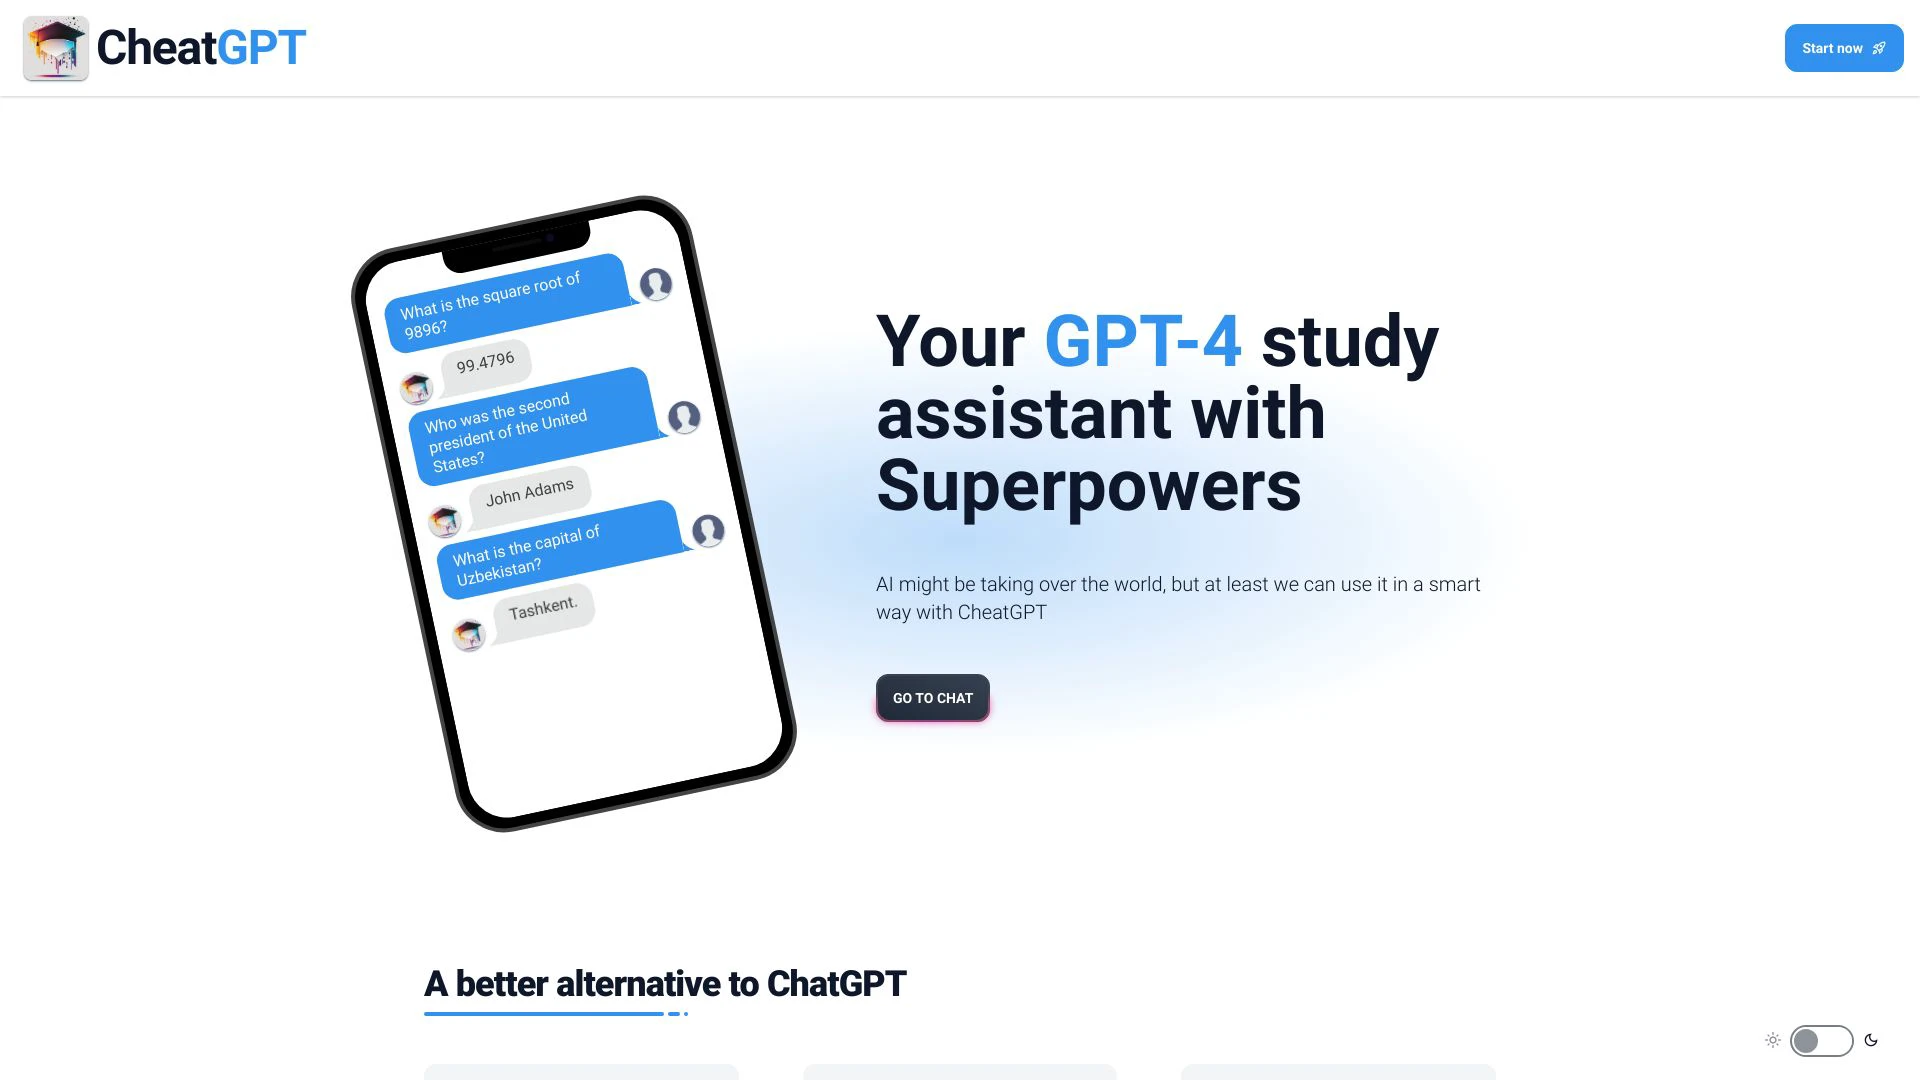 CheatGPT
Start now
What is the square root of
9896?
99.4796
Who was the second
president of the United
States?
John Adams
What is the capital of
Uzbekistan?
Tashkent.
Your GPT-4 study
assistant with
Superpowers
AI might be taking over the world, but at least we can use it in a smart
way with CheatGPT
GO TO CHAT
A better alternative to ChatGPT